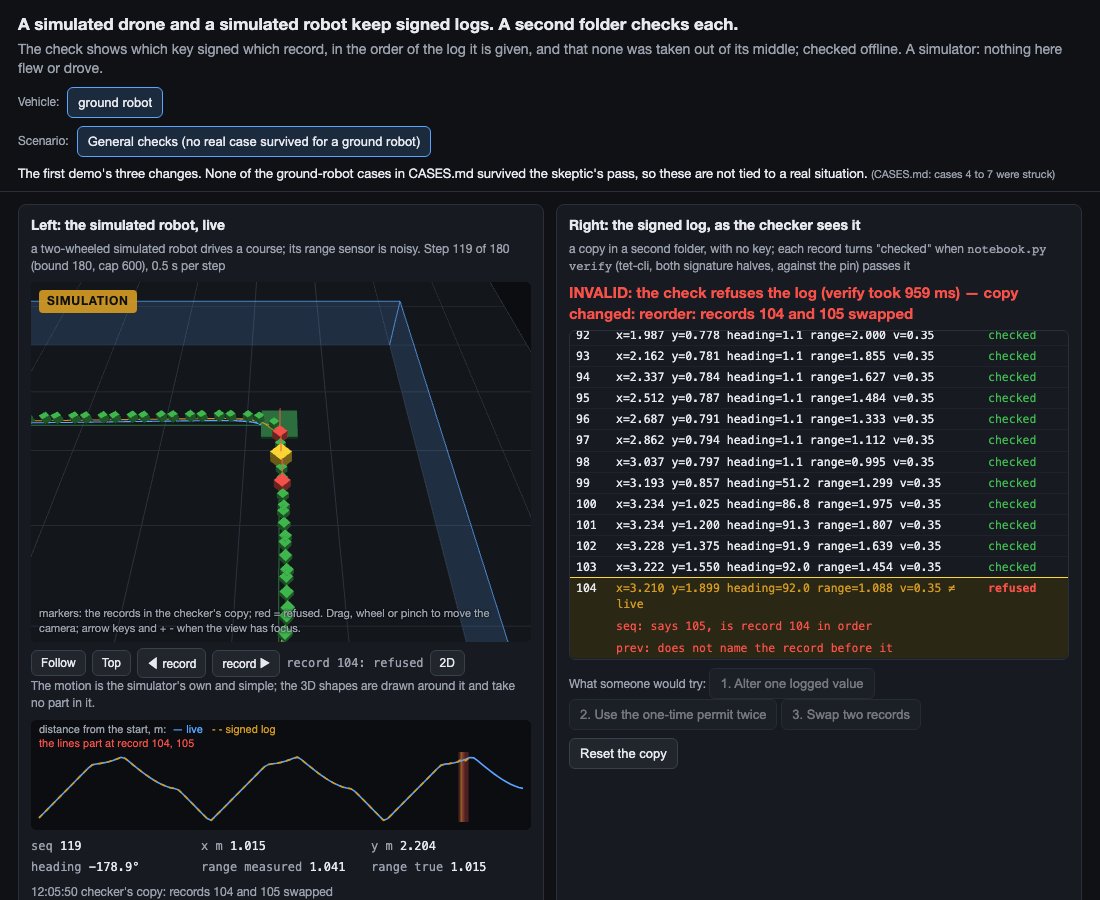 A simulated drone and a simulated robot keep signed logs. A second folder checks each.
The check shows which key signed which record, in the order of the log it is given, and that none was taken out of its middle; checked offline. A simulator: nothing here
flew or drove.
Vehicle: ground robot
Scenario: General checks (no real case survived for a ground robot)
The first demo's three changes. None of the ground-robot cases in CASES.md survived the skeptic's pass, so these are not tied to a real situation. (CASES.md: cases 4 to 7 were struck)
Left: the simulated robot, live
a two-wheeled simulated robot drives a course; its range sensor is noisy. Step 119 of 180
(bound 180, cap 600), 0.5 s per step
SIMULATION
markers: the records in the checker's copy; red = refused. Drag, wheel or pinch to move the
camera; arrow keys and + - when the view has focus.
Follow Top ◀ record record ▶ record 104: refused 2D
The motion is the simulator's own and simple; the 3D shapes are drawn around it and take
no part in it.
distance from the start, m: — live - - signed log
the lines part at record 104, 105
seq 119 x m 1.015 y m 2.204
heading −178.9° range measured 1.041 range true 1.015
12:05:50 checker's copy: records 104 and 105 swapped
Right: the signed log, as the checker sees it
a copy in a second folder, with no key; each record turns "checked" when notebook.py
verify (tet-cli, both signature halves, against the pin) passes it
INVALID: the check refuses the log (verify took 959 ms) — copy
changed: reorder: records 104 and 105 swapped
92 x=1.987 y=0.778 heading=1.1 range=2.000 v=0.35 checked
93 x=2.162 y=0.781 heading=1.1 range=1.855 v=0.35 checked
94 x=2.337 y=0.784 heading=1.1 range=1.627 v=0.35 checked
95 x=2.512 y=0.787 heading=1.1 range=1.484 v=0.35 checked
96 x=2.687 y=0.791 heading=1.1 range=1.333 v=0.35 checked
97 x=2.862 y=0.794 heading=1.1 range=1.112 v=0.35 checked
98 x=3.037 y=0.797 heading=1.1 range=0.995 v=0.35 checked
99 x=3.193 y=0.857 heading=51.2 range=1.299 v=0.35 checked
100 x=3.234 y=1.025 heading=86.8 range=1.975 v=0.35 checked
101 x=3.234 y=1.200 heading=91.3 range=1.807 v=0.35 checked
102 x=3.228 y=1.375 heading=91.9 range=1.639 v=0.35 checked
103 x=3.222 y=1.550 heading=92.0 range=1.454 v=0.35 checked
104 x=3.210 y=1.899 heading=92.0 range=1.088 v=0.35 ≠ refused
live
seq: says 105, is record 104 in order
prev: does not name the record before it
What someone would try: 1. Alter one logged value
2. Use the one-time permit twice 3. Swap two records
Reset the copy